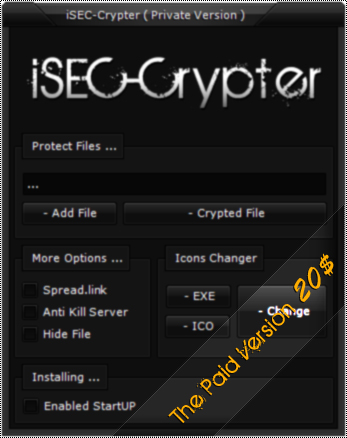 iSEC-Crypter ( Private Version )
iSEC-Crypter
Protect Files ...
...
- Add File
- Crypted File
More Options ...
Icons Changer
Spread.link
- EXE
- Change
Anti Kill Server
- ICO
Hide File
The Paid Version 20$
Installing ...
Enabled StartUP